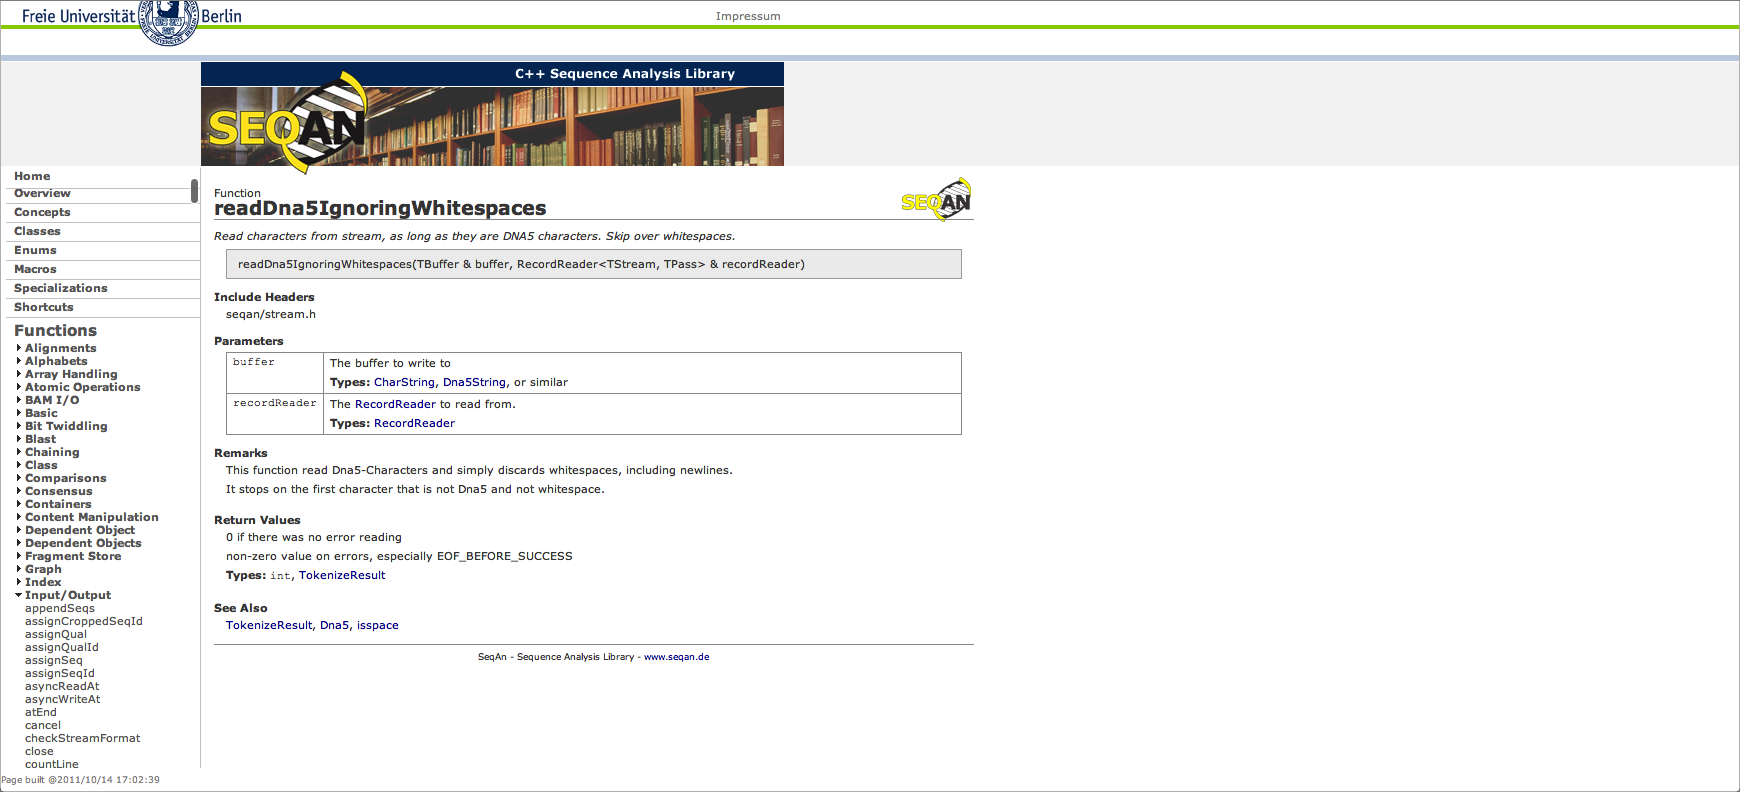 Freie Universität Berlin
Impressum
C++ Sequence Analysis Library
SEQAN
Home
Overview
Concepts
Classes
Enums
Macros
Specializations
Shortcuts
Functions
Alignments
Alphabets
Array Handling
Atomic Operations
BAM I/O
Basic
Bit Twiddling
Blast
Chaining
Class
Comparisons
Consensus
Containers
Content Manipulation
Dependent Object
Dependent Objects
Fragment Store
Graph
Index
Input/Output
appendSeqs
assignCroppedSeqId
assignQual
assignQualId
assignSeq
assignSeqId
asyncReadAt
asyncWriteAt
atEnd
cancel
checkStreamFormat
close
countLine
Function
readDna5IgnoringWhitespaces
SEQAN
Read characters from stream, as long as they are DNA5 characters. Skip over whitespaces.
readDna5IgnoringWhitespaces(TBuffer & buffer, RecordReader<TStream, TPass> & recordReader)
Include Headers
seqan/stream.h
Parameters
buffer
The buffer to write to
Types: CharString, Dna5String, or similar
recordReader
The RecordReader to read from.
Types: RecordReader
Remarks
This function read Dna5-Characters and simply discards whitespaces, including newlines.
It stops on the first character that is not Dna5 and not whitespace.
Return Values
0 if there was no error reading
non-zero value on errors, especially EOF_BEFORE_SUCCESS
Types: int, TokenizeResult
See Also
TokenizeResult, Dna5, isspace
SeqAn - Sequence Analysis Library - www.seqan.de
Page built @2011/10/14 17:02:39